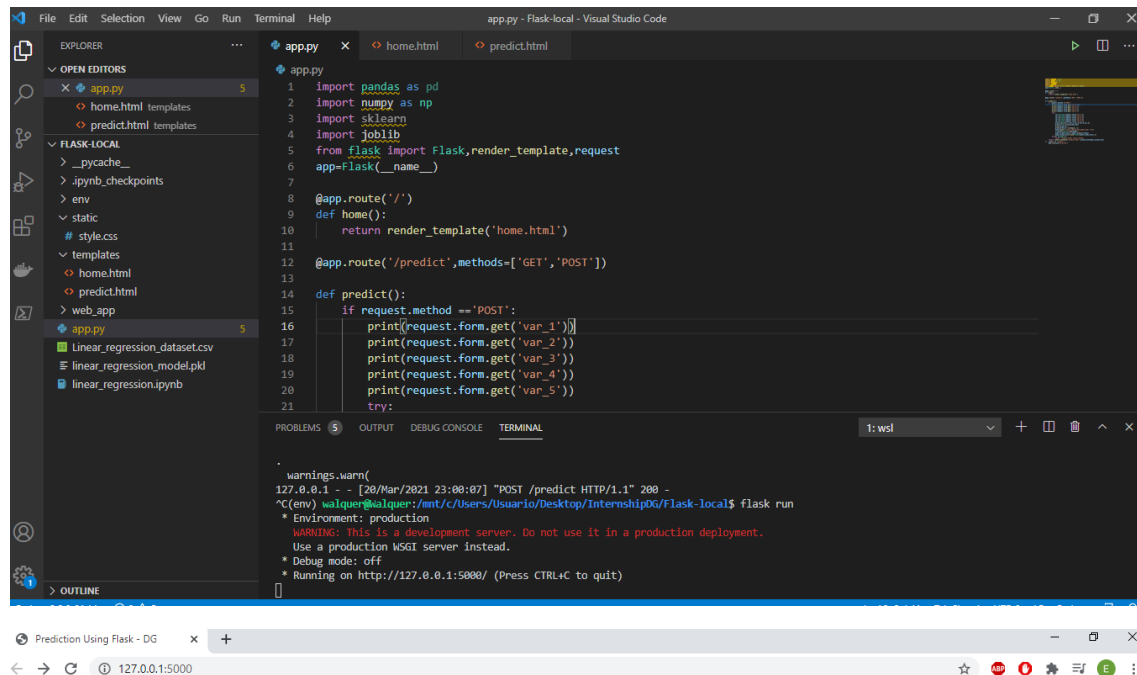 File Edit Selection View Go Run Terminal Help app.py - Flask-local - Visual Studio Code
EXPLORER ...
OPEN EDITORS
app.py 5
home.html templates
predict.html templates
FLASK-LOCAL
__pycache__
.ipynb_checkpoints
env
static
# style.css
templates
home.html
predict.html
web_app
app.py 5
Linear_regression_dataset.csv
linear_regression_model.pkl
linear_regression.ipynb
OUTLINE
app.py home.html predict.html
app.py
1 import pandas as pd
2 import numpy as np
3 import sklearn
4 import joblib
5 from flask import Flask,render_template,request
6 app=Flask(__name__)
7
8 @app.route('/')
9 def home():
10 return render_template('home.html')
11
12 @app.route('/predict',methods=['GET','POST'])
13
14 def predict():
15 if request.method =='POST':
16 print(request.form.get('var_1'))
17 print(request.form.get('var_2'))
18 print(request.form.get('var_3'))
19 print(request.form.get('var_4'))
20 print(request.form.get('var_5'))
21 try:
PROBLEMS 5 OUTPUT DEBUG CONSOLE TERMINAL 1: wsl
.
warnings.warn(
127.0.0.1 - - [20/Mar/2021 23:00:07] "POST /predict HTTP/1.1" 200 -
^C(env) walquer@Walquer:/mnt/c/Users/Usuario/Desktop/InternshipDG/Flask-local$ flask run
* Environment: production
WARNING: This is a development server. Do not use it in a production deployment.
Use a production WSGI server instead.
* Debug mode: off
* Running on http://127.0.0.1:5000/ (Press CTRL+C to quit)
1
Prediction Using Flask - DG
127.0.0.1:5000
ABP
E